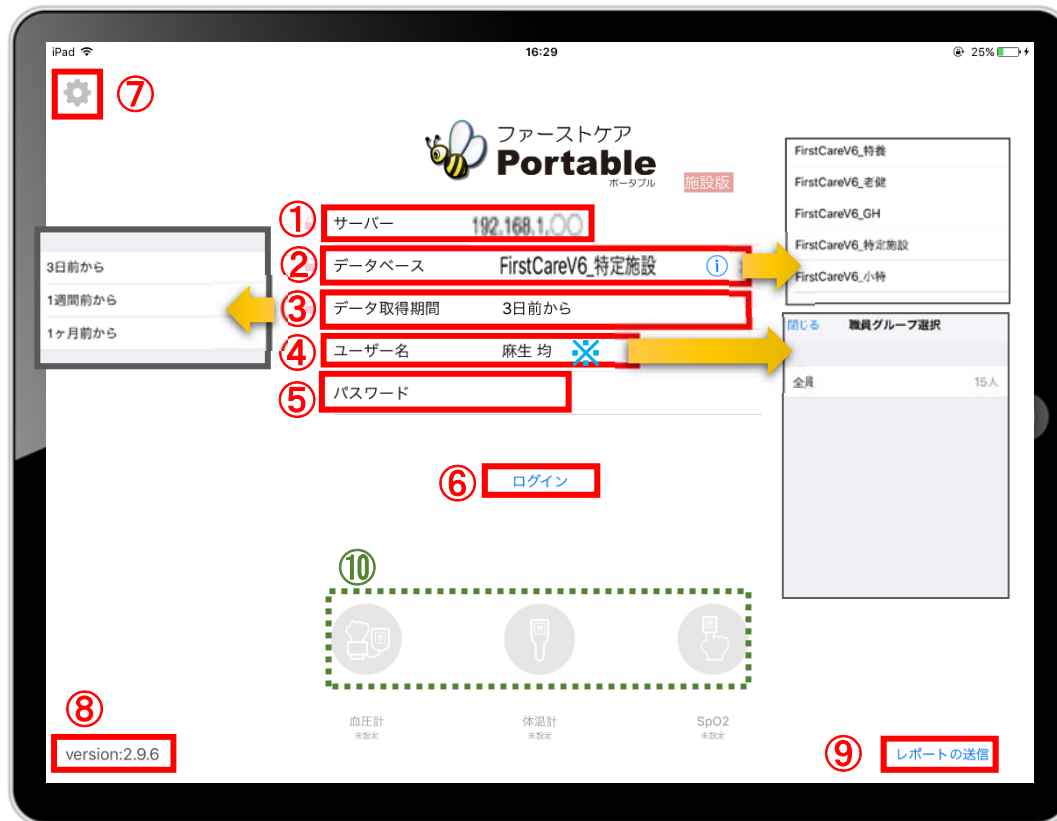 iPad 16:29 25%
⑦
ファーストケア
Portable
ポータブル 施設版
① サーバー 192.168.1.〇〇
② データベース FirstCareV6_特定施設
③ データ取得期間 3日前から
④ ユーザー名 麻生 均 ※
⑤ パスワード
⑥ ログイン
3日前から
1週間前から
1ヶ月前から
FirstCareV6_特養
FirstCareV6_老健
FirstCareV6_GH
FirstCareV6_特定施設
FirstCareV6_小特
閉じる 職員グループ選択
全員 15人
⑩
血圧計 体温計 SpO2
未設定 未設定 未設定
⑧
version:2.9.6
⑨ レポートの送信